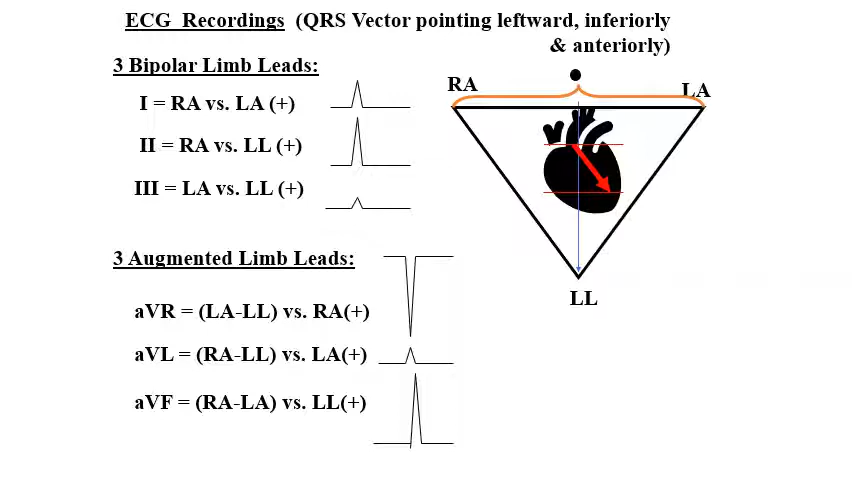 ECG Recordings (QRS Vector pointing leftward, inferiorly
& anteriorly)
3 Bipolar Limb Leads:
I = RA vs. LA (+)
II = RA vs. LL (+)
III = LA vs. LL (+)
RA
LA
LL
3 Augmented Limb Leads:
aVR = (LA-LL) vs. RA(+)
aVL = (RA-LL) vs. LA(+)
aVF = (RA-LA) vs. LL(+)